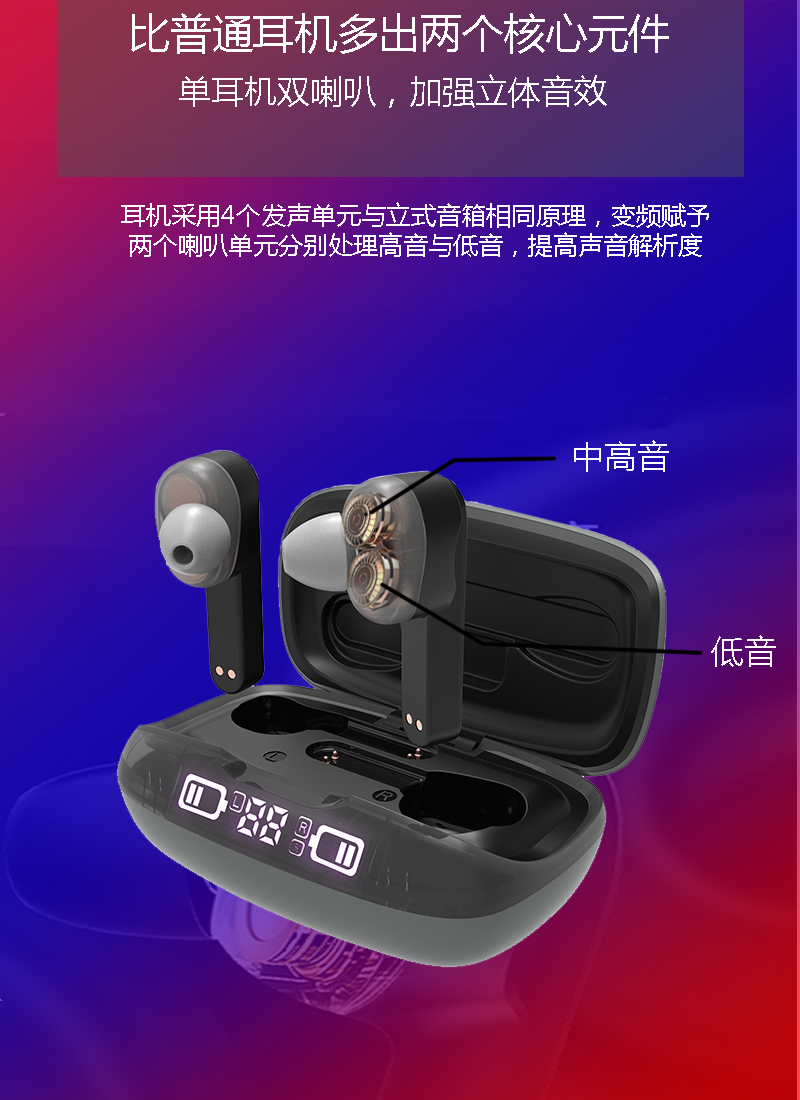 比普通耳机多出两个核心元件
单耳机双喇叭，加强立体音效
耳机采用4个发声单元与立式音箱相同原理，变频赋予
两个喇叭单元分别处理高音与低音，提高声音解析度
中高音
低音
L
R
L 88 R